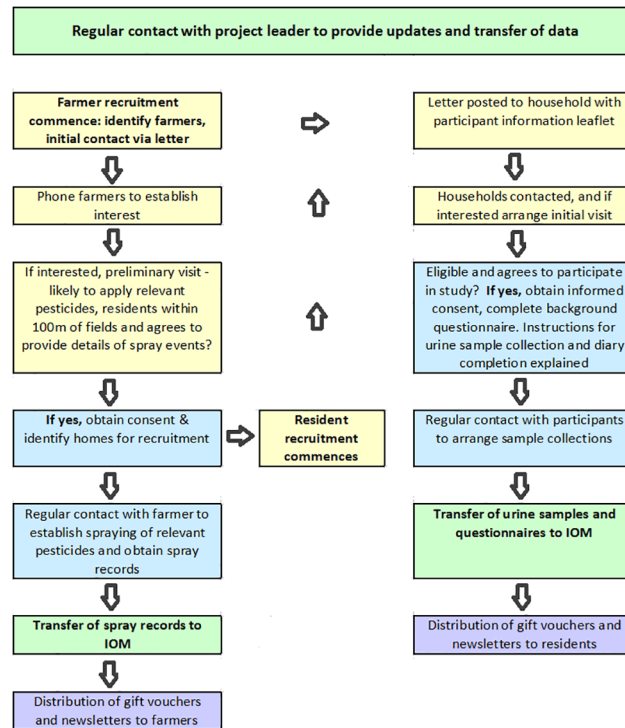 Regular contact with project leader to provide updates and transfer of data
Farmer recruitment
commence: identify farmers,
initial contact via letter
Phone farmers to establish
interest
If interested, preliminary visit -
likely to apply relevant
pesticides, residents within
100m of fields and agrees to
provide details of spray events?
If yes, obtain consent &
identify homes for recruitment
Regular contact with farmer to
establish spraying of relevant
pesticides and obtain spray
records
Transfer of spray records to
IOM
Distribution of gift vouchers
and newsletters to farmers
Resident
recruitment
commences
Letter posted to household with
participant information leaflet
Households contacted, and if
interested arrange initial visit
Eligible and agrees to participate
in study? If yes, obtain informed
consent, complete background
questionnaire. Instructions for
urine sample collection and diary
completion explained
Regular contact with participants
to arrange sample collections
Transfer of urine samples and
questionnaires to IOM
Distribution of gift vouchers and
newsletters to residents